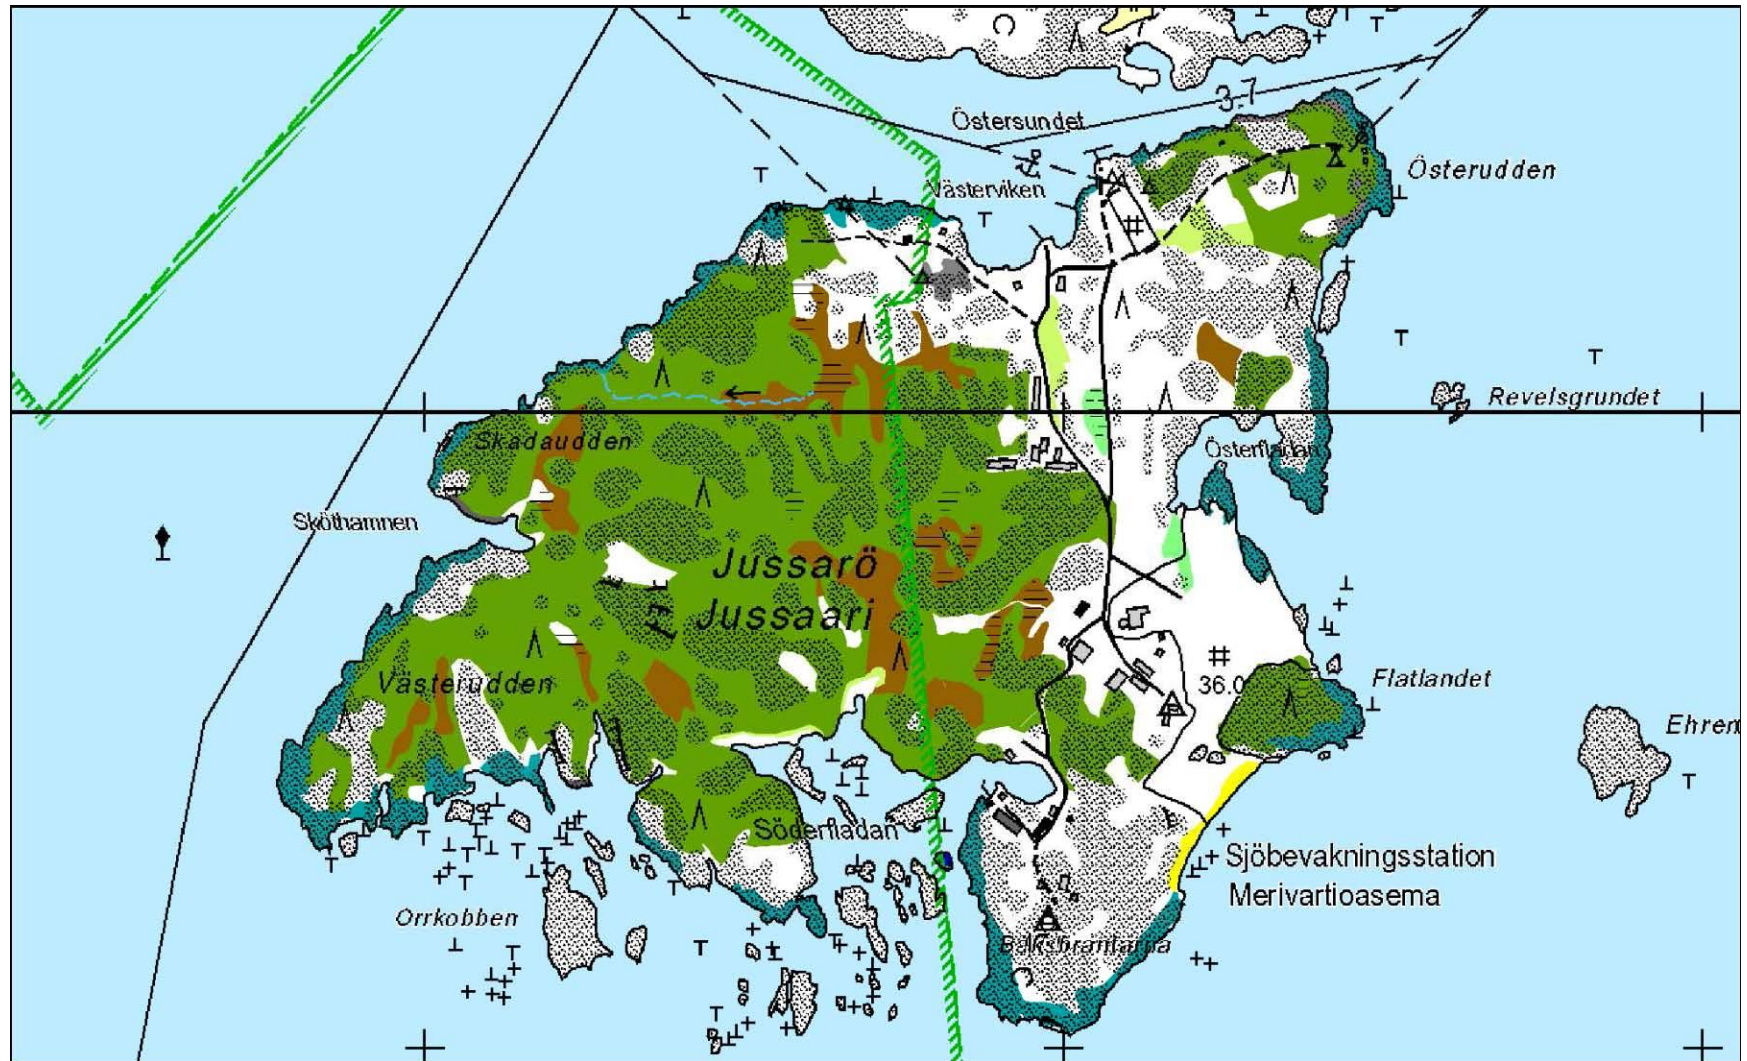 3.7
Östersundet
Österudden
Västerviken
Revelsgrundet
Skadaudden
Österfladan
Sköthamnen
Jussarö
Jussaari
Västerudden
36.0
Flatlandet
Ehren
Söderfladan
Sjöbevakningsstation
Merivartioasema
Orrkobben